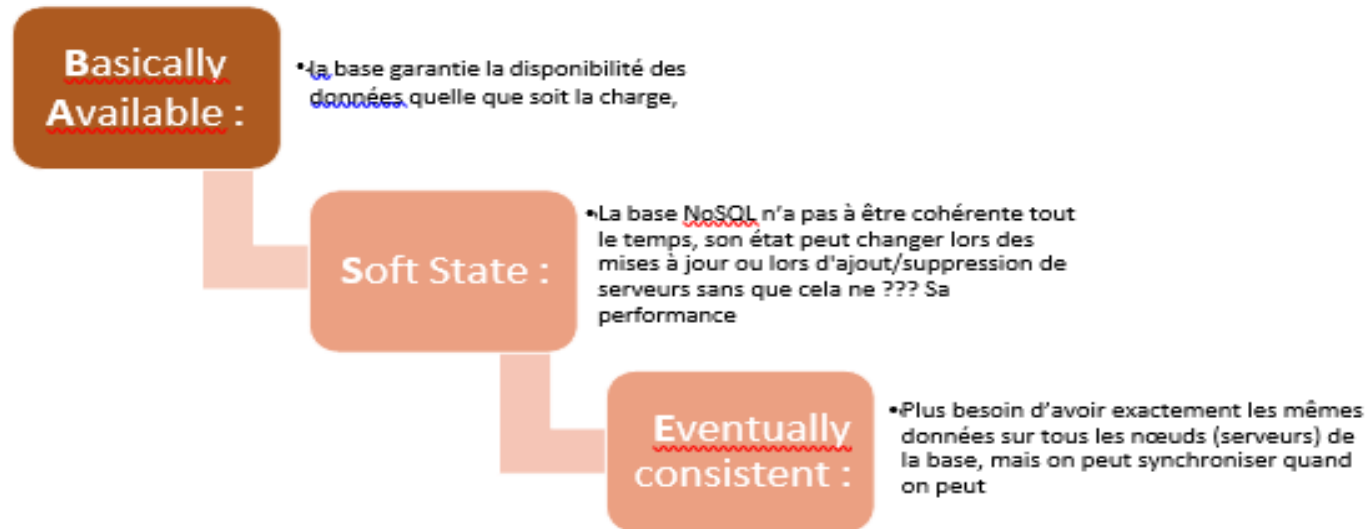 Basically
Available :
•la base garantie la disponibilité des
données quelle que soit la charge,
Soft State :
•La base NoSQL n'a pas à être cohérente tout
le temps, son état peut changer lors des
mises à jour ou lors d'ajout/suppression de
serveurs sans que cela ne ??? Sa
performance
Eventually
consistent :
•Plus besoin d'avoir exactement les mêmes
données sur tous les nœuds (serveurs) de
la base, mais on peut synchroniser quand
on peut